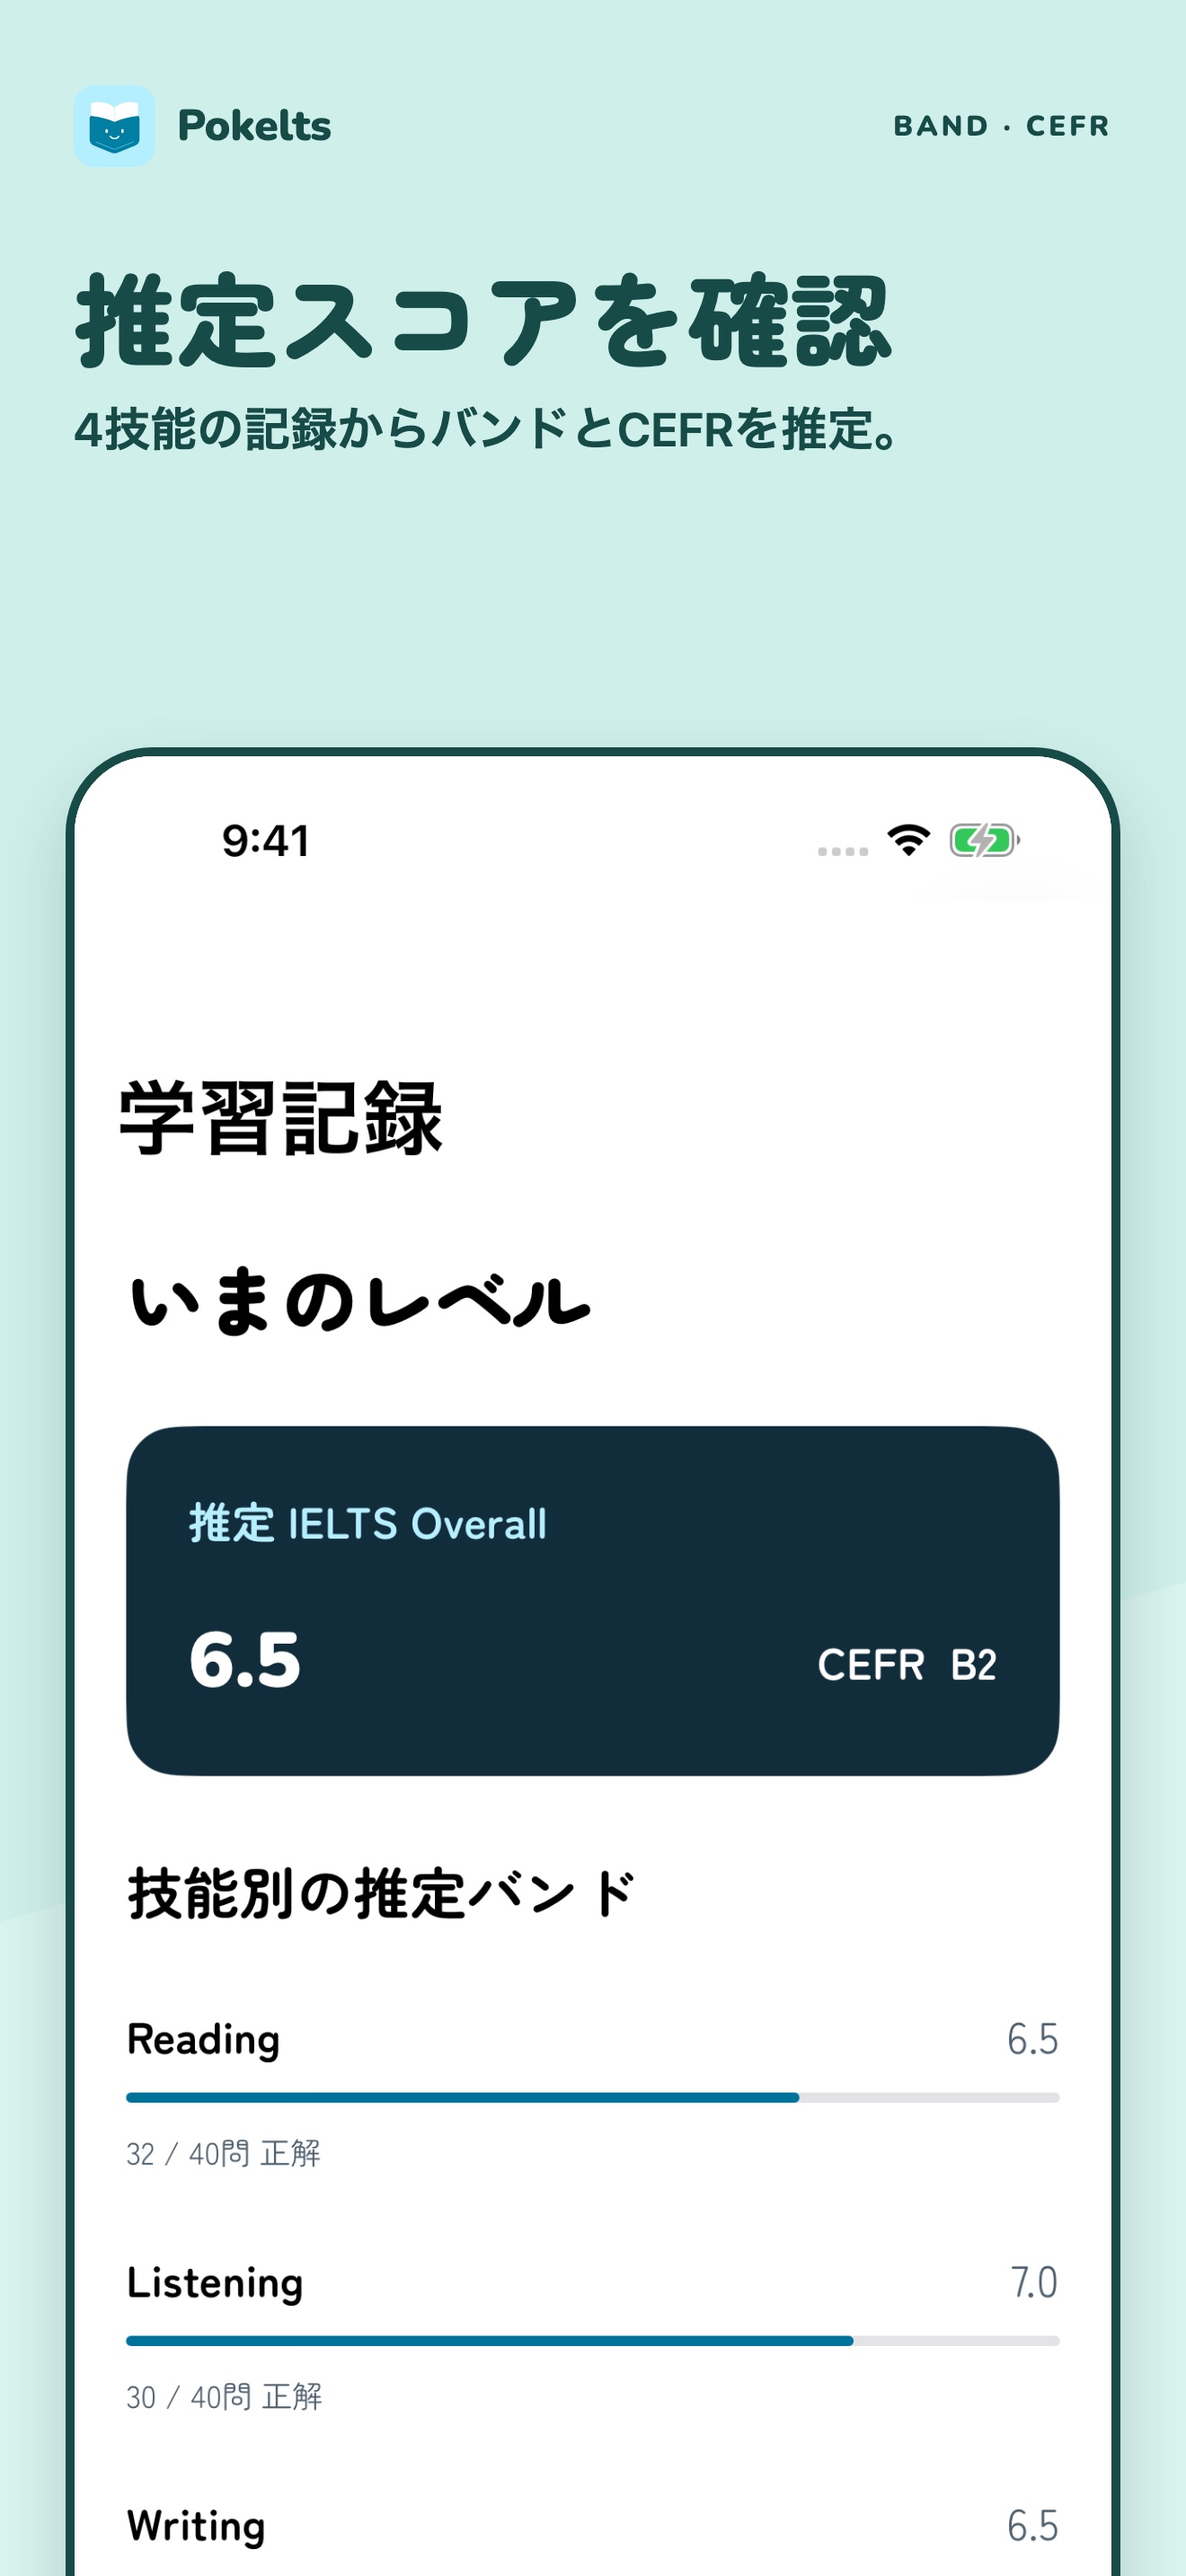 Pokelts
BAND · CEFR
推定スコアを確認
4技能の記録からバンドとCEFRを推定。
9:41
学習記録
いまのレベル
推定 IELTS Overall
6.5
CEFR B2
技能別の推定バンド
Reading 6.5
32 / 40問 正解
Listening 7.0
30 / 40問 正解
Writing 6.5